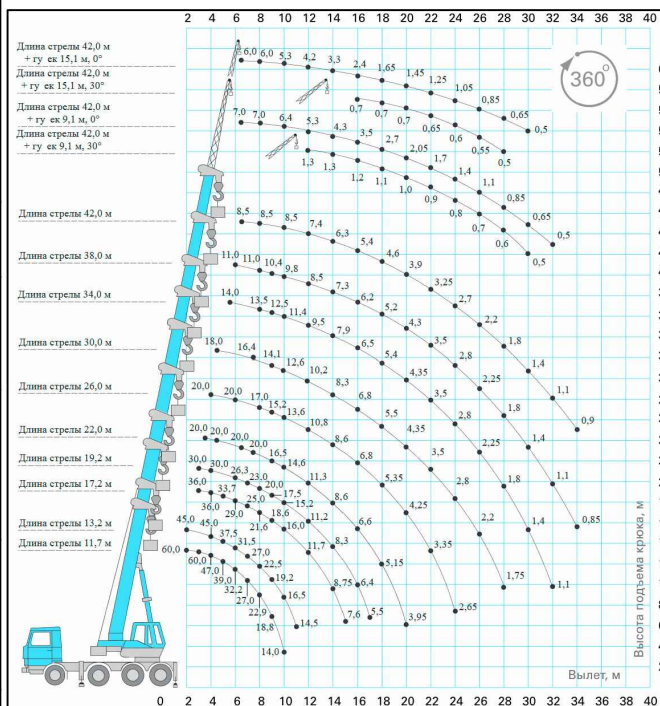 2 4 6 8 10 12 14 16 18 20 22 24 26 28 30 32 34 36 38 40
Длина стрелы 42,0 м
+ гу ек 15,1 м, 0°
Длина стрелы 42,0 м
+ гу ек 15,1 м, 30°
Длина стрелы 42,0 м
+ гу ек 9,1 м, 0°
Длина стрелы 42,0 м
+ гу ек 9,1 м, 30°
360°
6,0 6,0 5,3 4,2 3,3 2,4 1,65 1,45 1,25 1,05 0,85 0,65 0,5
0,7 0,7 0,7 0,65 0,6 0,55 0,5
7,0 7,0 6,4 5,3 4,3 3,5 2,7 2,05 1,7 1,4 1,1 0,85 0,65 0,5
1,3 1,3 1,2 1,1 1,0 0,9 0,8 0,7 0,6 0,5
Длина стрелы 42,0 м
8,5 8,5 8,5 7,4 6,3 5,4 4,6 3,9 3,25 2,7 2,2 1,8 1,4 1,1 0,9
Длина стрелы 38,0 м
11,0 11,0 10,4 9,8 8,5 7,3 6,2 5,2 4,3 3,5 2,8 2,25 1,8 1,4 1,1 0,85
Длина стрелы 34,0 м
14,0 13,5 12,5 11,4 9,5 7,9 6,5 5,4 4,35 3,5 2,8 2,25 1,8 1,4 1,1
Длина стрелы 30,0 м
18,0 16,4 14,1 12,6 10,2 8,3 6,8 5,5 4,35 3,5 2,8 2,2 1,75
Длина стрелы 26,0 м
20,0 20,0 17,0 15,2 13,6 10,8 8,6 6,8 5,35 4,25 3,35 2,65
Длина стрелы 22,0 м
20,0 20,0 20,0 20,0 16,5 14,6 11,3 8,6 6,6 5,15 3,95
Длина стрелы 19,2 м
30,0 30,0 26,3 23,0 20,0 17,5 15,2 11,2 8,3 6,4 5,5
Длина стрелы 17,2 м
36,0 36,0 33,7 29,0 25,0 21,6 18,6 16,0 11,7 8,75 7,6
Длина стрелы 13,2 м
45,0 45,0 37,5 31,5 27,0 22,5 19,2 16,5 14,5
Длина стрелы 11,7 м
60,0 60,0 47,0 39,0 32,2 27,0 22,9 18,8 14,0
Высота подъема крюка, м
Вылет, м
0 2 4 6 8 10 12 14 16 18 20 22 24 26 28 30 32 34 36 38 40